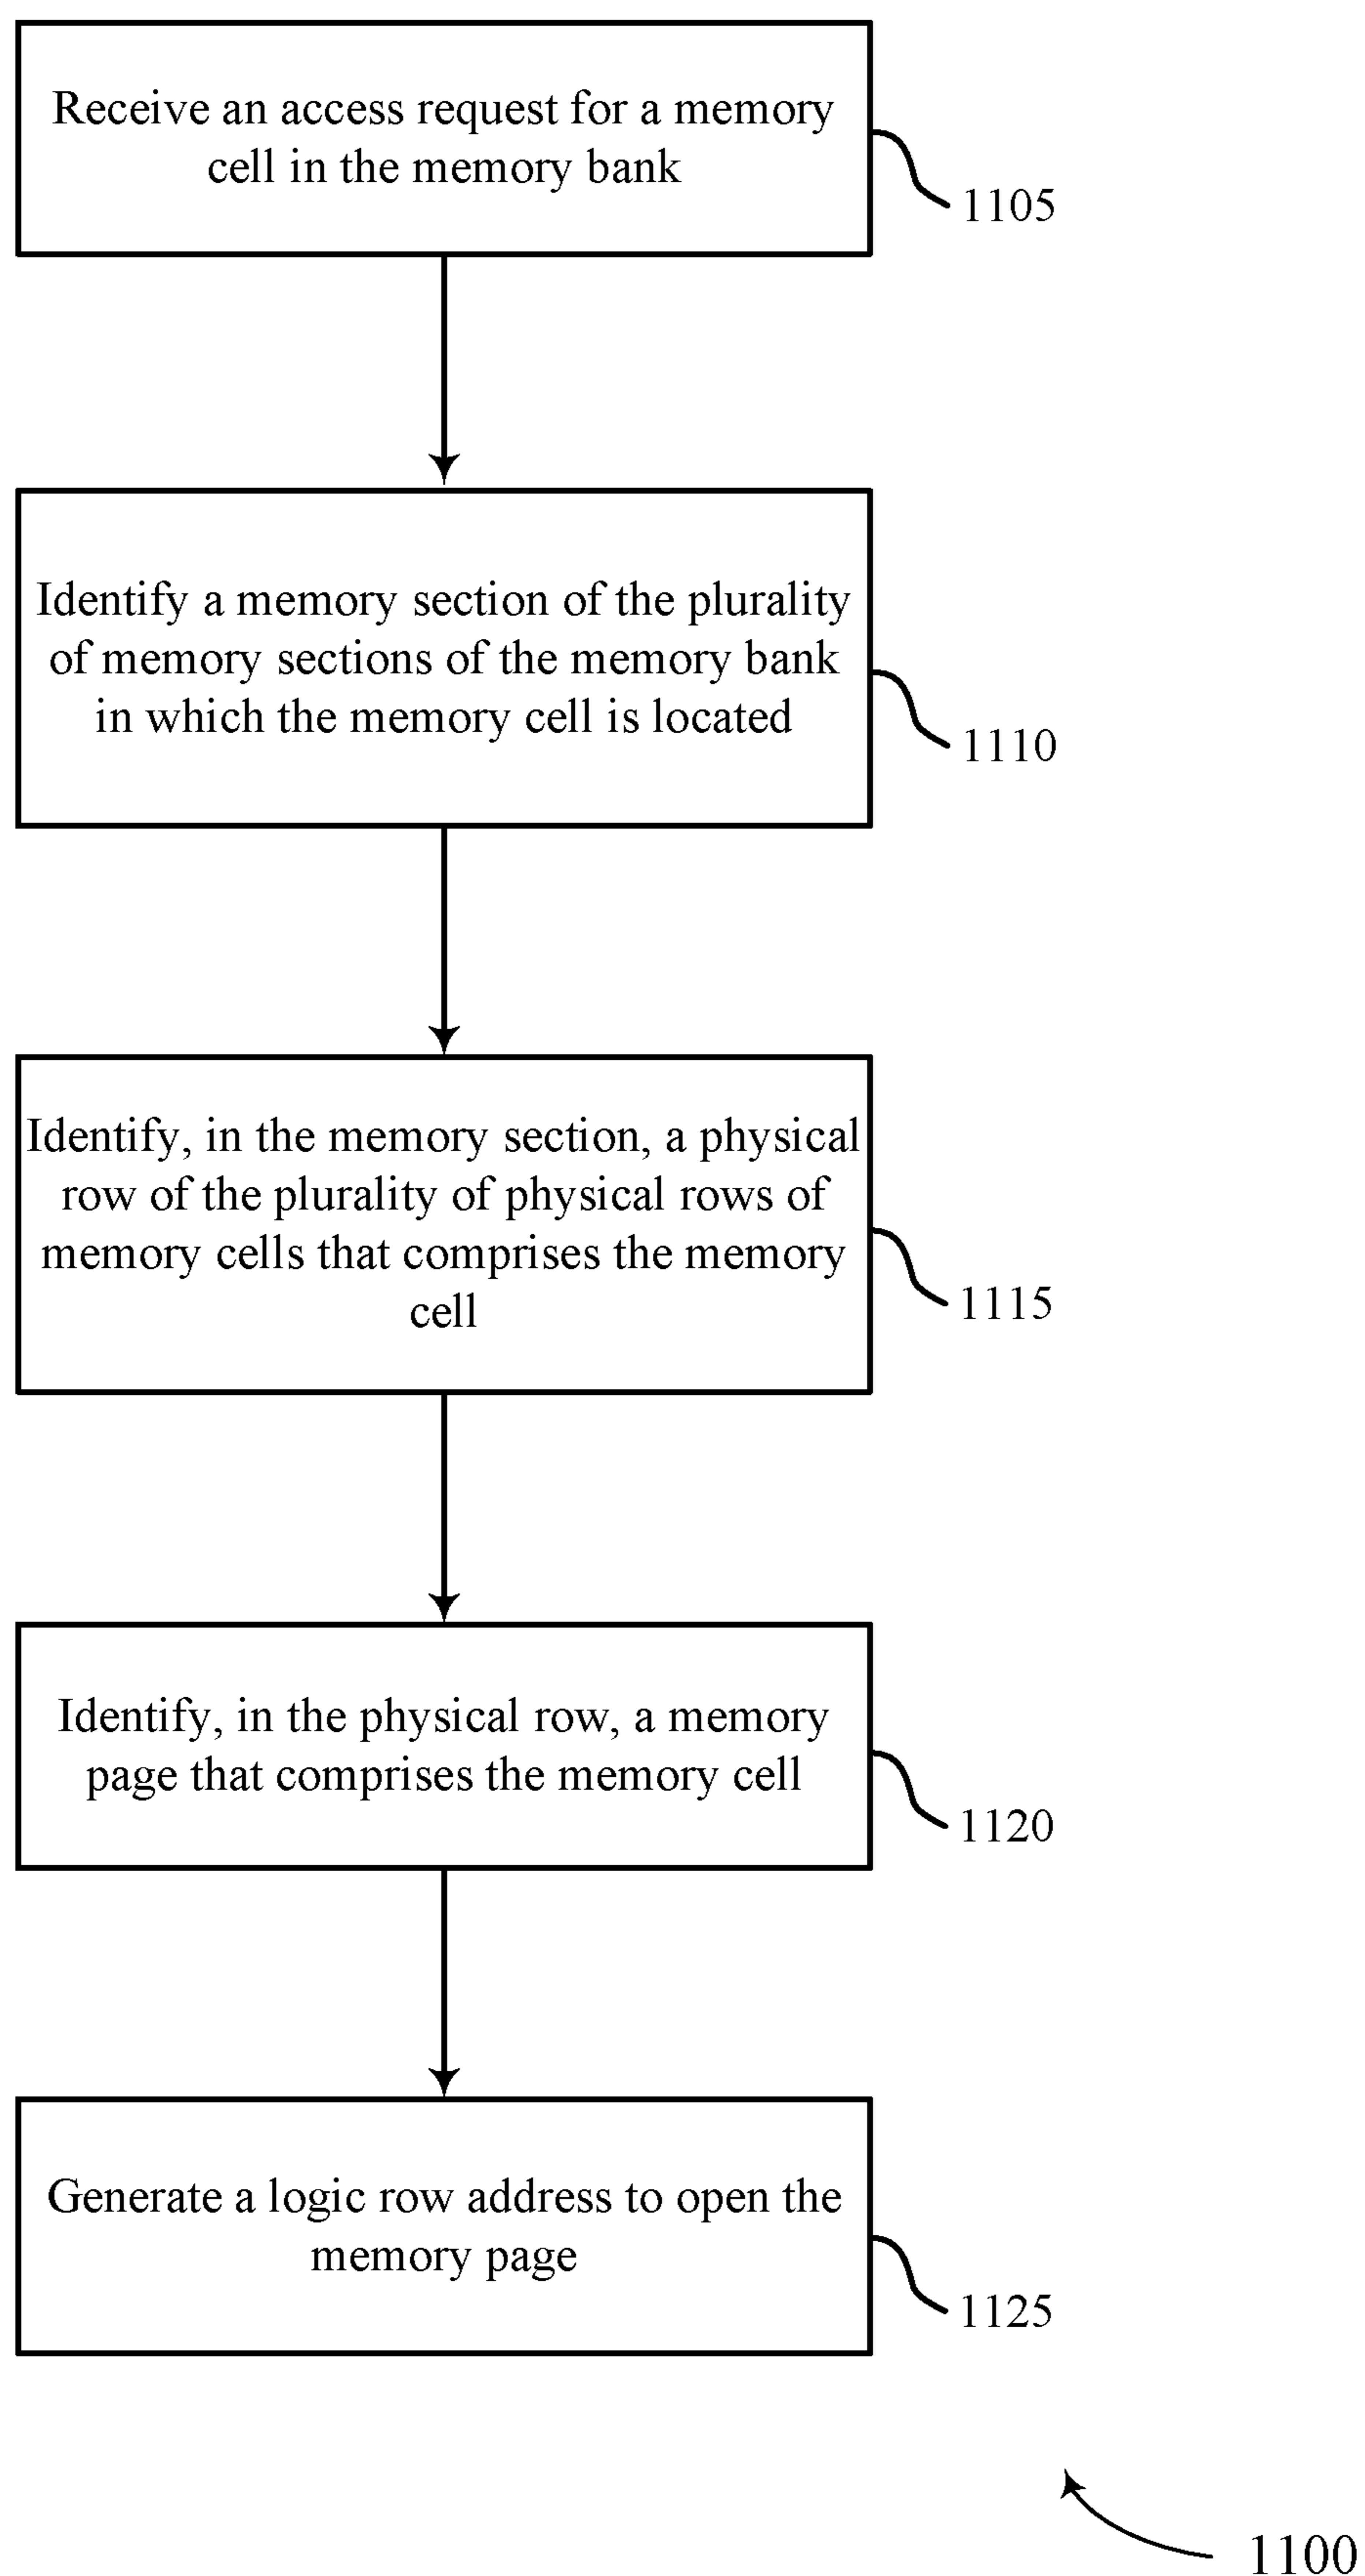 Receive an access request for a memory
cell in the memory bank
1105
Identify a memory section of the plurality
of memory sections of the memory bank
in which the memory cell is located
1110
Identify, in the memory section, a physical
row of the plurality of physical rows of
memory cells that comprises the memory
cell
1115
Identify, in the physical row, a memory
page that comprises the memory cell
1120
Generate a logic row address to open the
memory page
1125
1100